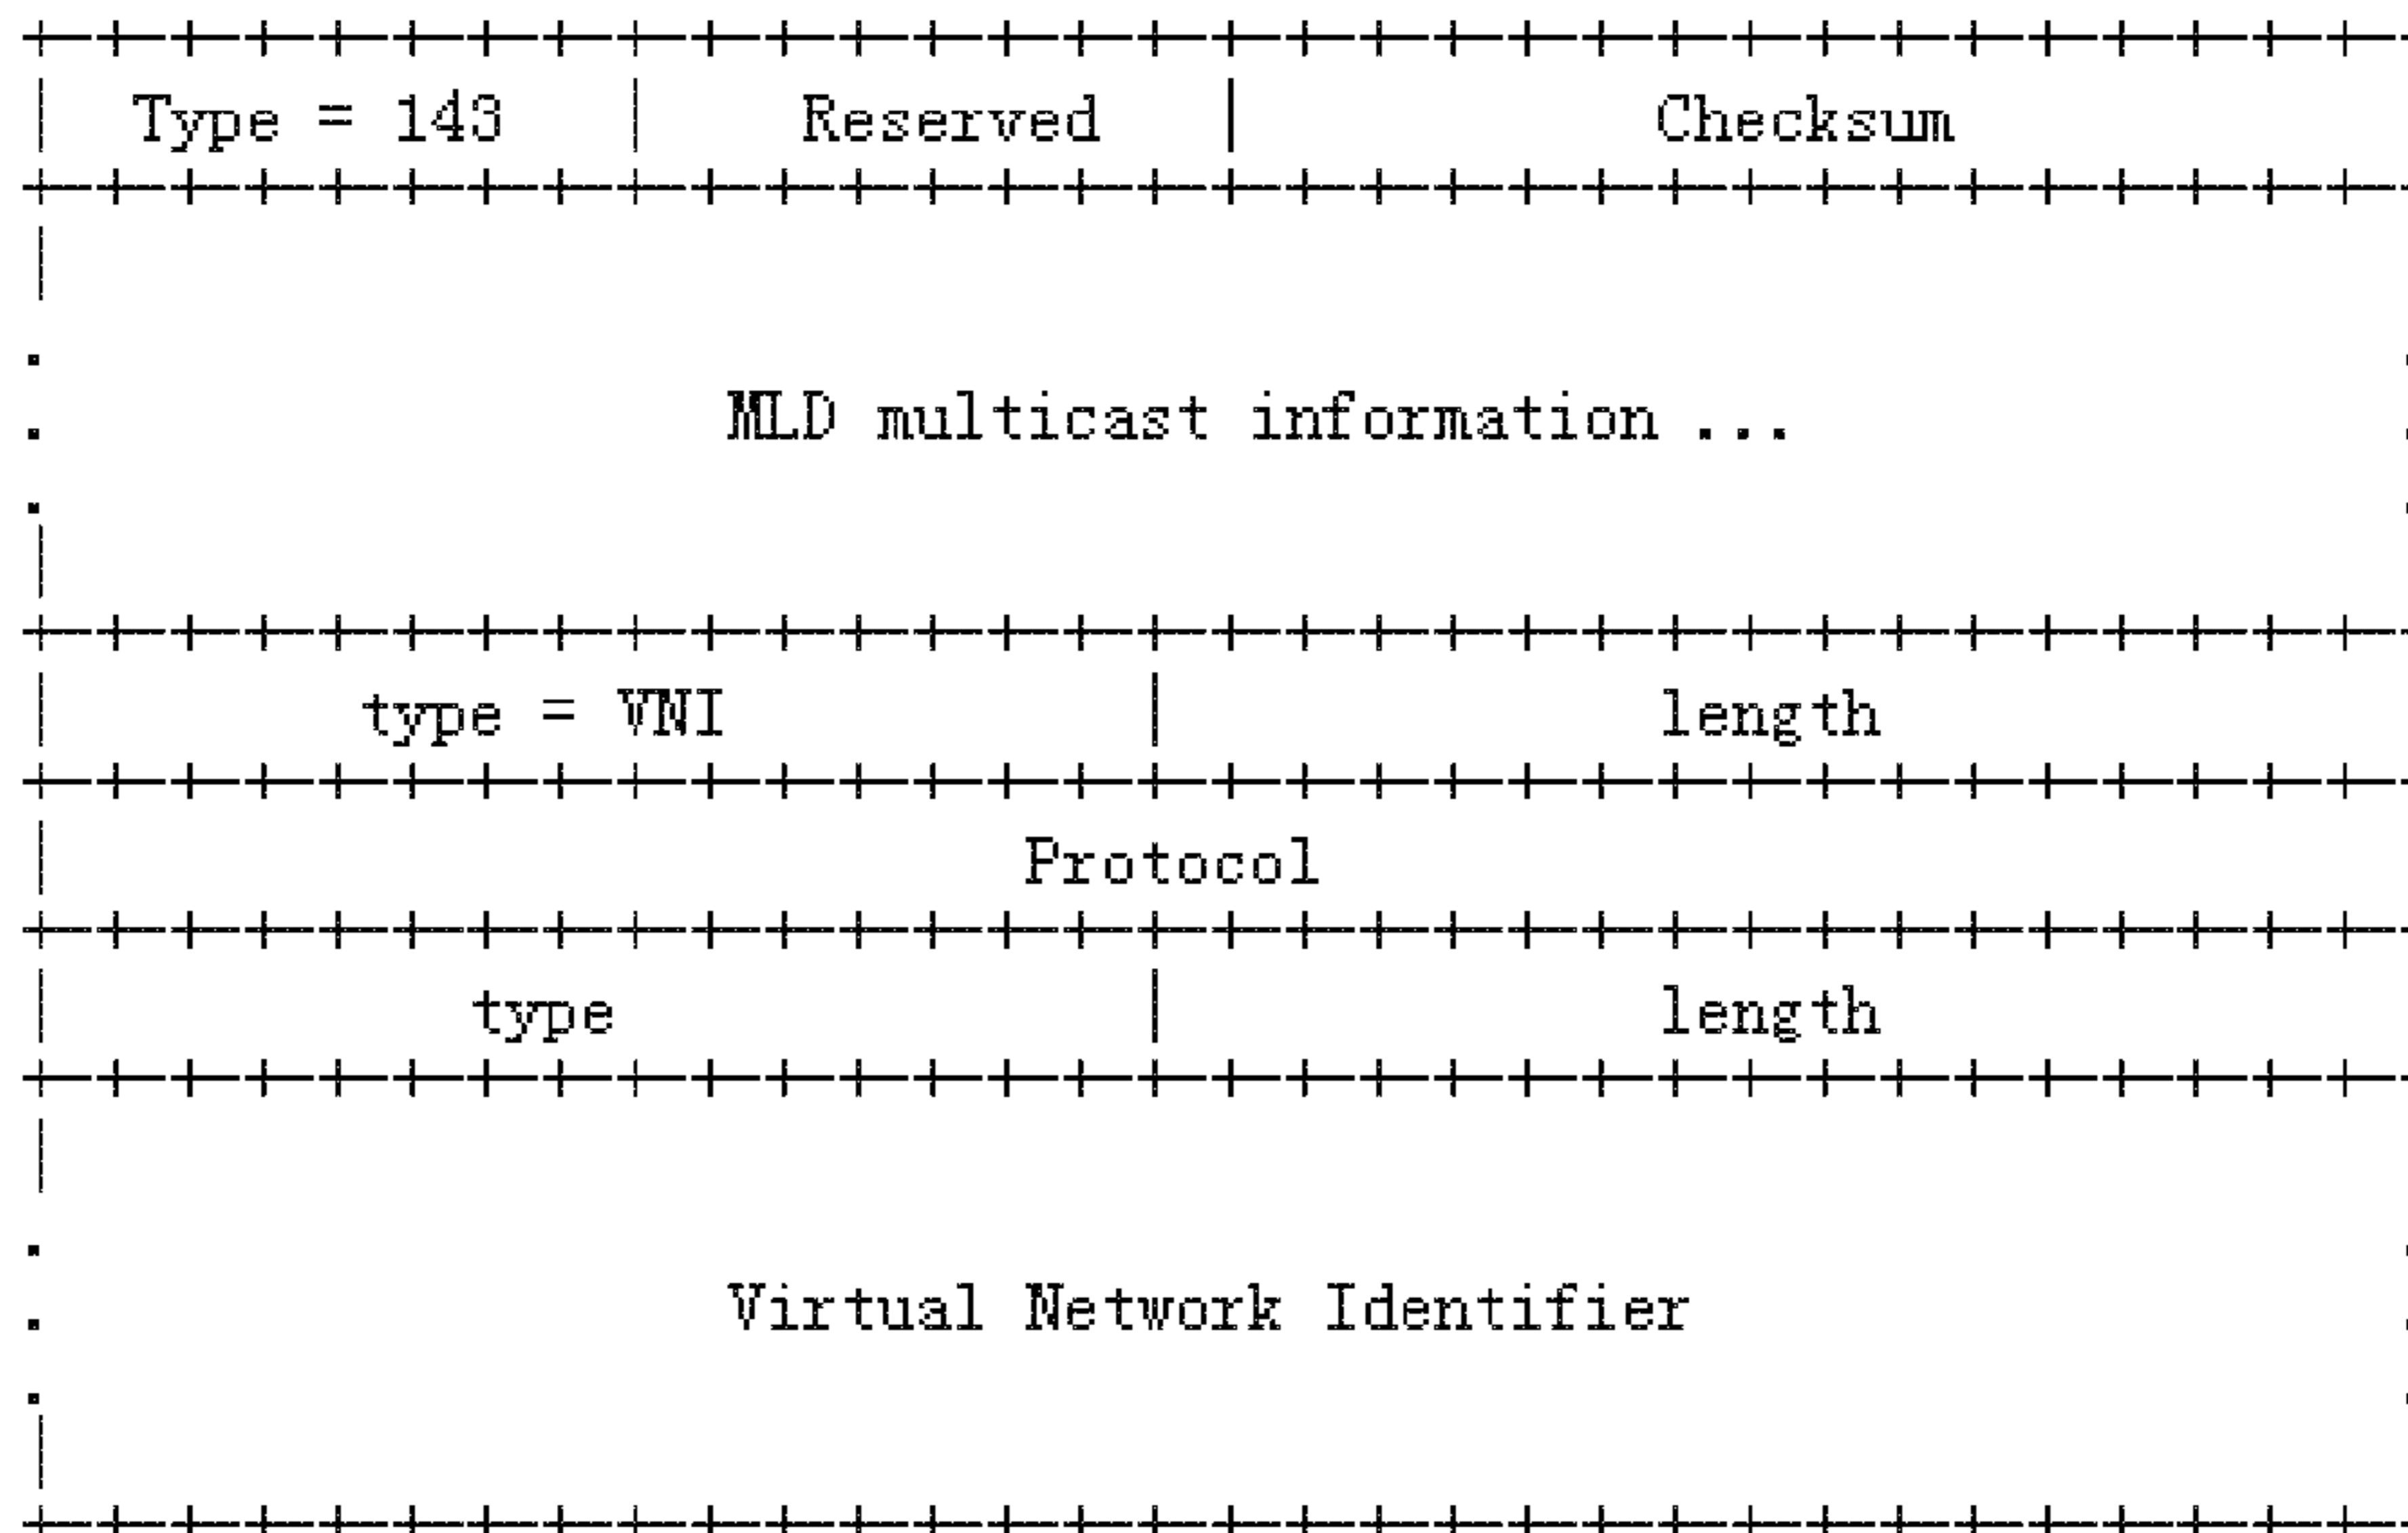 Type = 143 Reserved Checksum
MLD multicast information ...
type = VNI length
Protocol
type length
Virtual Network Identifier